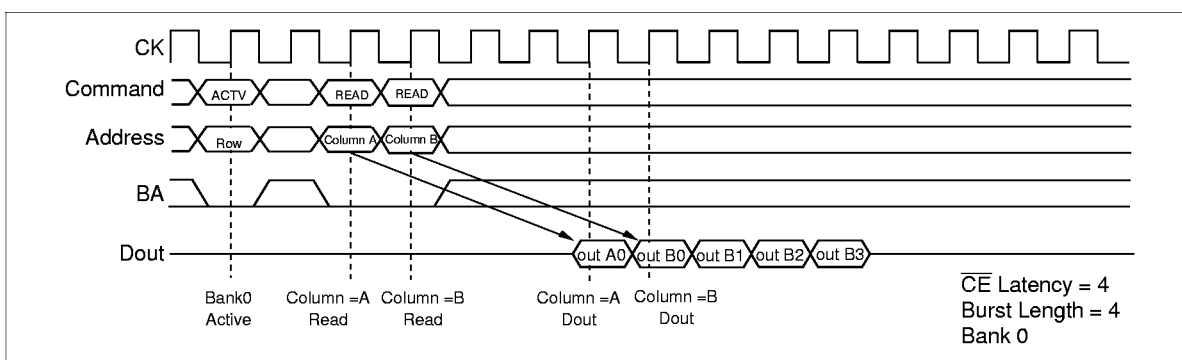 CK
Command
ACTV
READ
READ
Address
Row
Column A
Column B
BA
Dout
out A0
out B0
out B1
out B2
out B3
Bank0
Active
Column =A
Read
Column =B
Read
Column =A
Dout
Column =B
Dout
C̅E̅ Latency = 4
Burst Length = 4
Bank 0